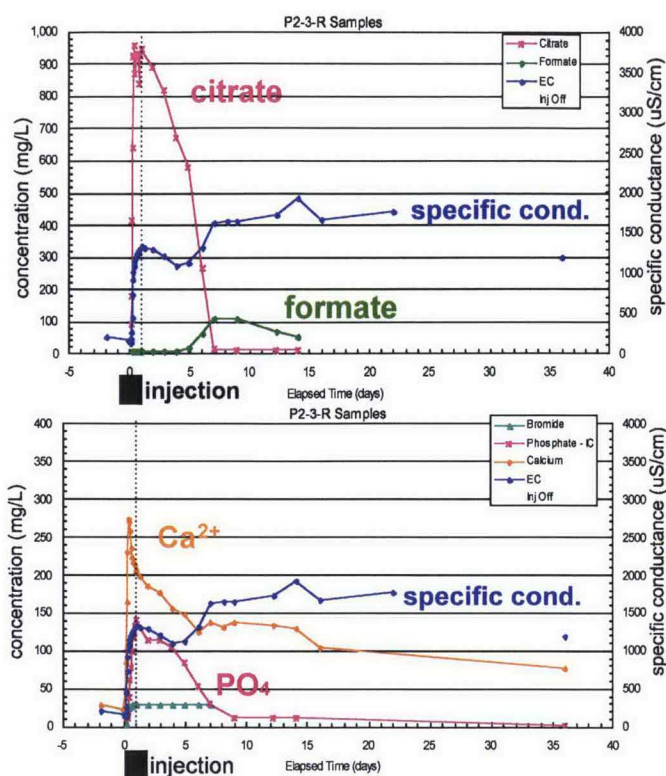 P2-3-R Samples
1,000
900
800
700
600
500
400
300
200
100
0
concentration (mg/L)
4000
3500
3000
2500
2000
1500
1000
500
0
specific conductance (uS/cm)
Citrate
Formate
EC
Inj Off
citrate
specific cond.
formate
-5 0 5 10 15 20 25 30 35 40
injection
Elapsed Time (days)
P2-3-R Samples
400
350
300
250
200
150
100
50
0
concentration (mg/L)
4000
3500
3000
2500
2000
1500
1000
500
0
specific conductance (uS/cm)
Bromide
Phosphate - IC
Calcium
EC
Inj Off
Ca2+
specific cond.
PO4
-5 0 5 10 15 20 25 30 35 40
injection
Elapsed Time (days)